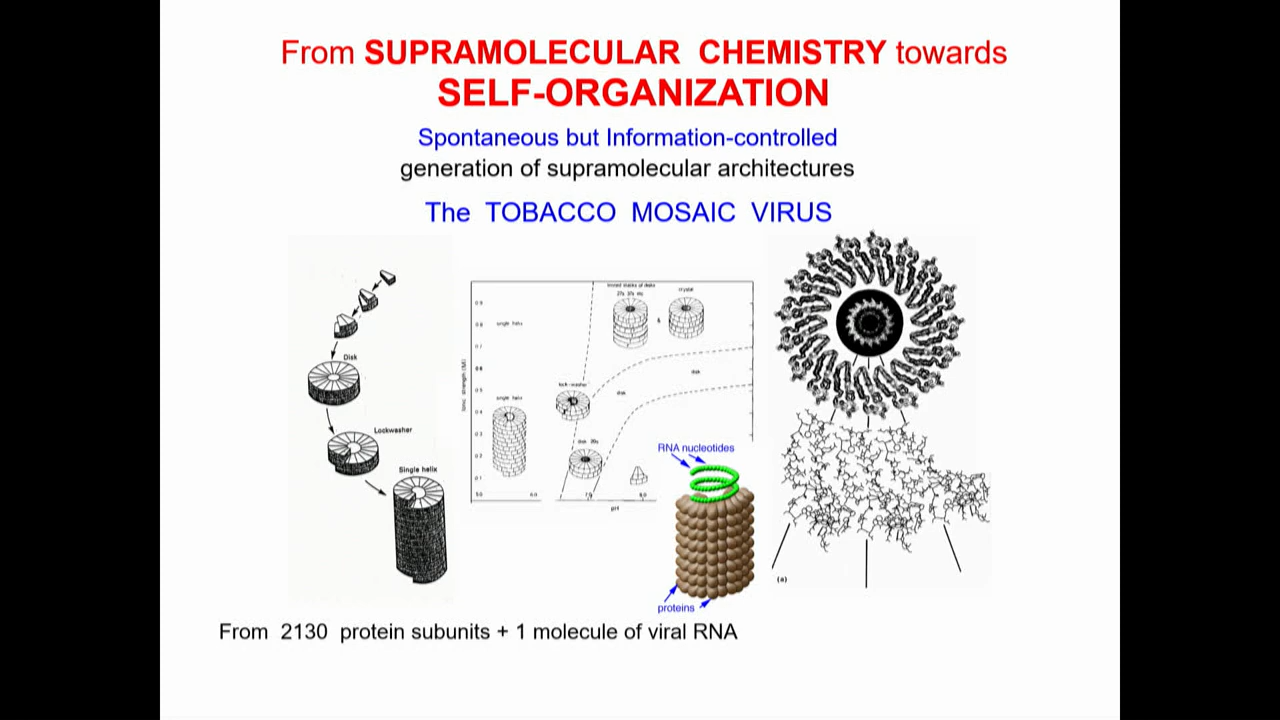 From SUPRAMOLECULAR CHEMISTRY towards
SELF-ORGANIZATION
Spontaneous but Information-controlled
generation of supramolecular architectures
The TOBACCO MOSAIC VIRUS
Disk
Lockwasher
Single helix
crystal
single helix
disk
lock-washer
disk
single helix
disk 20s
pH
RNA nucleotides
proteins
(a)
From 2130 protein subunits + 1 molecule of viral RNA